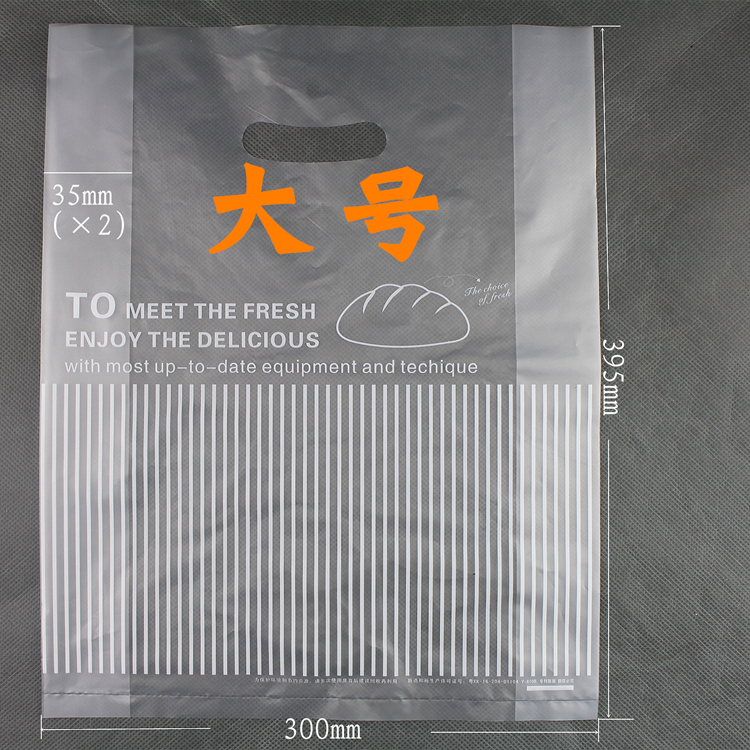 大号
35mm
(×2)
TO MEET THE FRESH
The choice
of fresh
ENJOY THE DELICIOUS
with most up-to-date equipment and techique
395mm
300mm